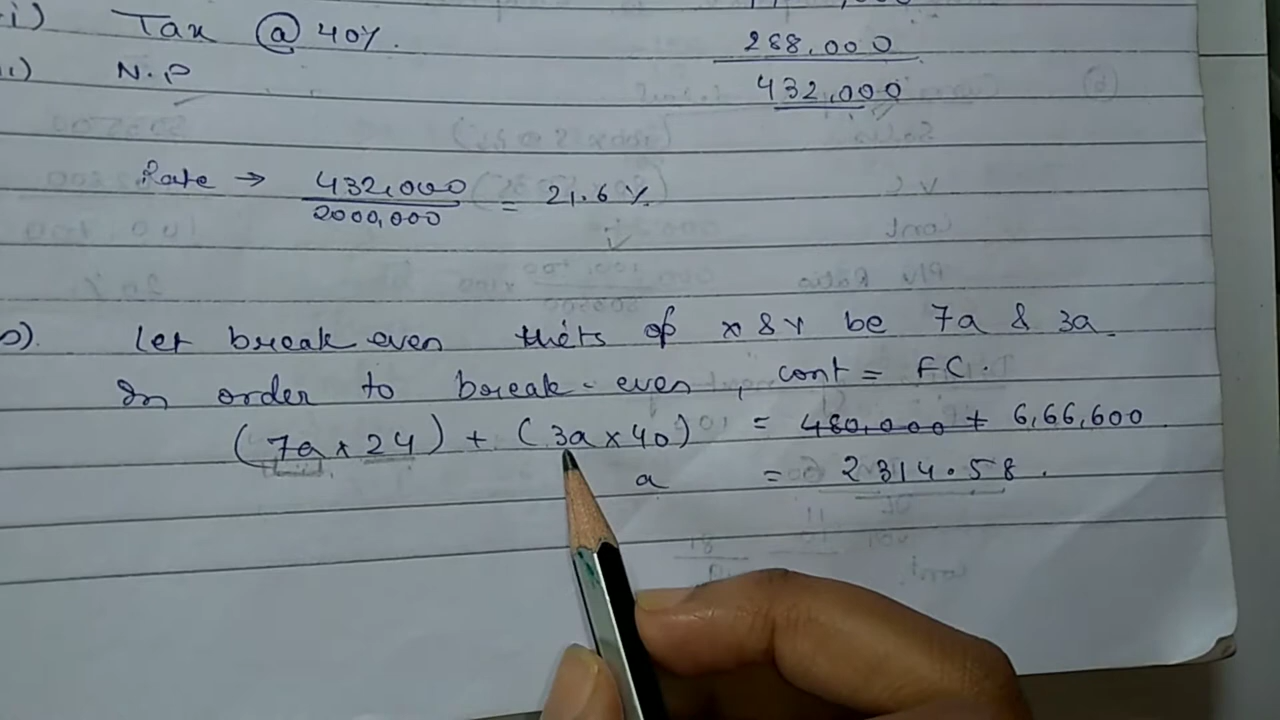 i) Tax @ 40%. 288,000
N.P 432,000
Rate → 432,000 / 2000,000 = 21.6%
Let break even units of x & Y be 7a & 3a.
In order to break-even, cont = FC.
(7a x 24) + (3a x 40) = 480,000 + 6,66,600
a = 2314.58.